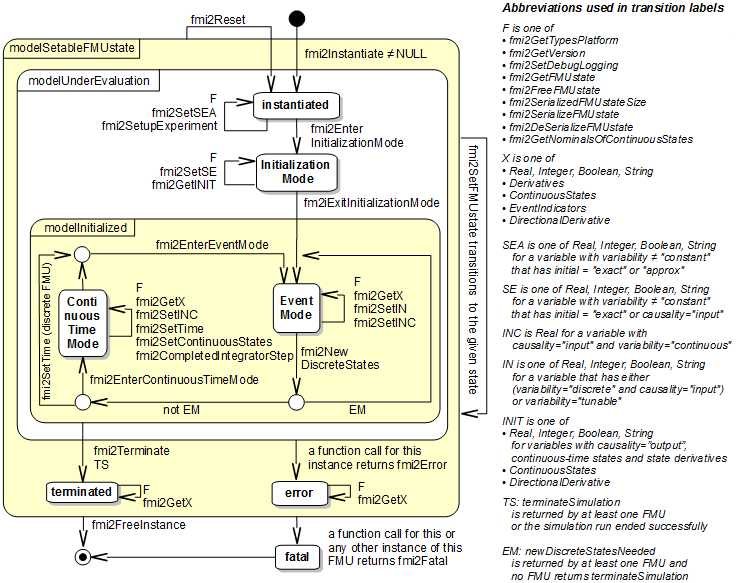 fmi2Reset
modelSetableFMUstate
fmi2Instantiate ≠ NULL
modelUnderEvaluation
F
fmi2SetSEA
fmi2SetupExperiment
instantiated
fmi2Enter
InitializationMode
F
fmi2SetSE
fmi2GetINIT
Initialization
Mode
fmi2iExitInitializationMode
modelInitialized
fmi2EnterEventMode
fmi2SetTime (discrete FMU)
Conti
nuous
Time
Mode
F
fmi2GetX
fmi2SetINC
fmi2SetTime
fmi2SetContinuousStates
fmi2CompletedIntegratorStep
Event
Mode
F
fmi2GetX
fmi2SetIN
fmi2SetINC
fmi2New
DiscreteStates
fmi2EnterContinuousTimeMode
not EM
EM
fmi2SetFMUstate transitions to the given state
fmi2Terminate
TS
a function call for this
instance returns fmi2Error
terminated
F
fmi2GetX
error
F
fmi2GetX
fmi2FreeInstance
fatal
a function call for this or
any other instance of this
FMU returns fmi2Fatal
Abbreviations used in transition labels
F is one of
• fmi2GetTypesPlatform
• fmi2GetVersion
• fmi2SetDebugLogging
• fmi2GetFMUstate
• fmi2FreeFMUstate
• fmi2SerializedFMUstateSize
• fmi2SerializeFMUstate
• fmi2DeSerializeFMUstate
• fmi2GetNominalsOfContinuousStates
X is one of
• Real, Integer, Boolean, String
• Derivatives
• ContinuousStates
• EventIndicators
• DirectionalDerivative
SEA is one of Real, Integer, Boolean, String
for a variable with variability ≠ "constant"
that has initial = "exact" or "approx"
SE is one of Real, Integer, Boolean, String
for a variable with variability ≠ "constant"
that has initial = "exact" or causality="input"
INC is Real for a variable with
causality="input" and variability="continuous"
IN is one of Real, Integer, Boolean, String
for a variable that has either
(variability="discrete" and causality="input")
or variability="tunable"
INIT is one of
• Real, Integer, Boolean, String
for variables with causality="output",
continuous-time states and state derivatives
• ContinuousStates
• DirectionalDerivative
TS: terminateSimulation
is returned by at least one FMU
or the simulation run ended successfully
EM: newDiscreteStatesNeeded
is returned by at least one FMU and
no FMU returns terminateSimulation